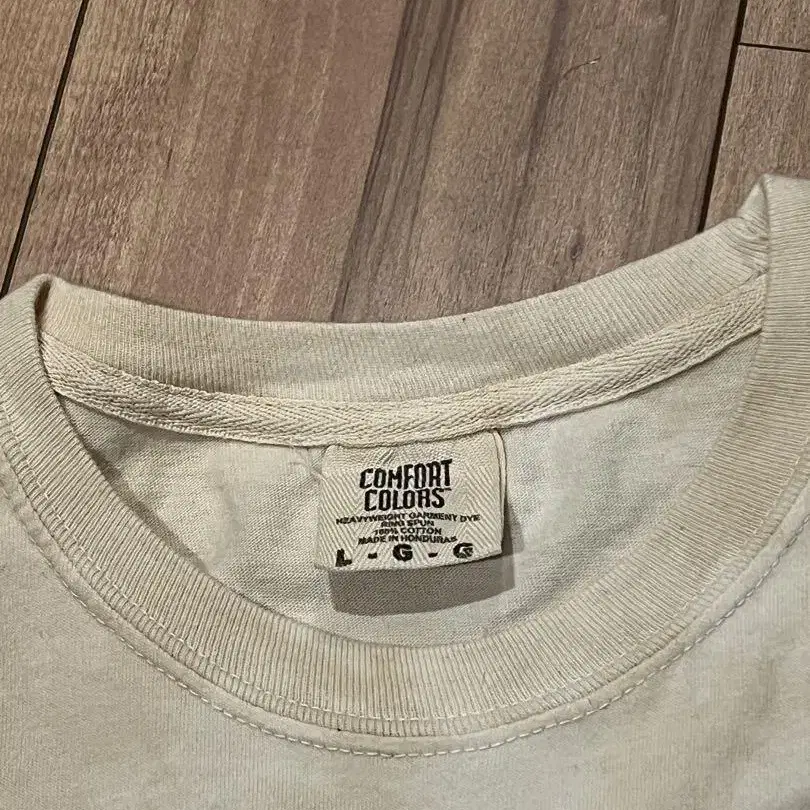 COMFORT
COLORS
HEAVYWEIGHT GARMENT DYE
RING SPUN
100% COTTON
MADE IN HONDURAS
L - G - G